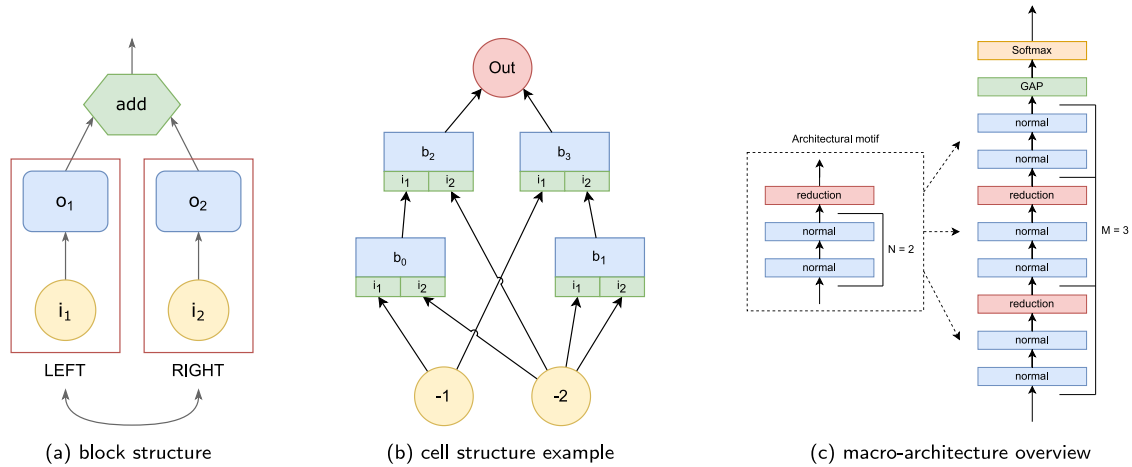 add
o₁ o₂
i₁ i₂
LEFT RIGHT
(a) block structure
Out
b₂ b₃
i₁ i₂ i₁ i₂
b₀ b₁
i₁ i₂ i₁ i₂
-1 -2
(b) cell structure example
Architectural motif
reduction
normal
N = 2
normal
Softmax
GAP
normal
normal
reduction
normal
M = 3
normal
reduction
normal
normal
(c) macro-architecture overview